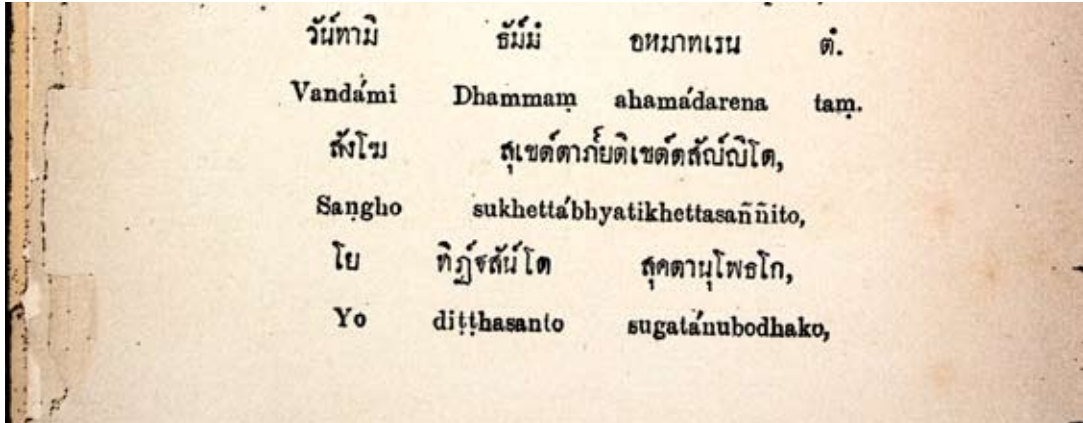 วัน์ทามิ ธัม์มํ อหมาทเรน ตํ.
Vandámi Dhammaṃ ahamádarena taṃ.
สังโฆ สุเขต์ตาภ์ยติเขต์ตสัญ์ญิโต,
Saṇgho sukhettábhyatikhettasaññito,
โย ทิฏ์ฐสัน์โต สุคตานุโพธโก,
Yo diṭṭhasanto sugatánubodhako,